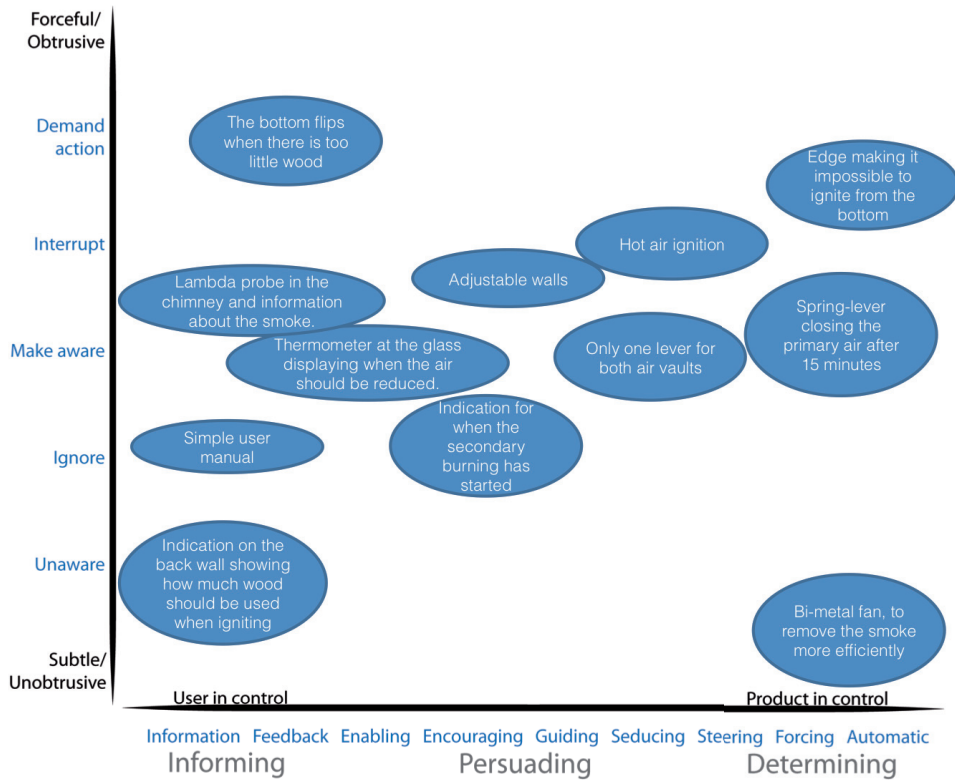 Forceful/
Obtrusive
Demand
action
The bottom flips
when there is too
little wood
Edge making it
impossible to
ignite from the
bottom
Interrupt
Hot air ignition
Adjustable walls
Lambda probe in the
chimney and information
about the smoke.
Spring-lever
closing the
primary air after
15 minutes
Make aware
Thermometer at the glass
displaying when the air
should be reduced.
Only one lever for
both air vaults
Indication for
when the
secondary
burning has
started
Ignore
Simple user
manual
Unaware
Indication on the
back wall showing
how much wood
should be used
when igniting
Bi-metal fan, to
remove the smoke
more efficiently
Subtle/
Unobtrusive
User in control
Product in control
Information Feedback Enabling Encouraging Guiding Seducing Steering Forcing Automatic
Informing Persuading Determining